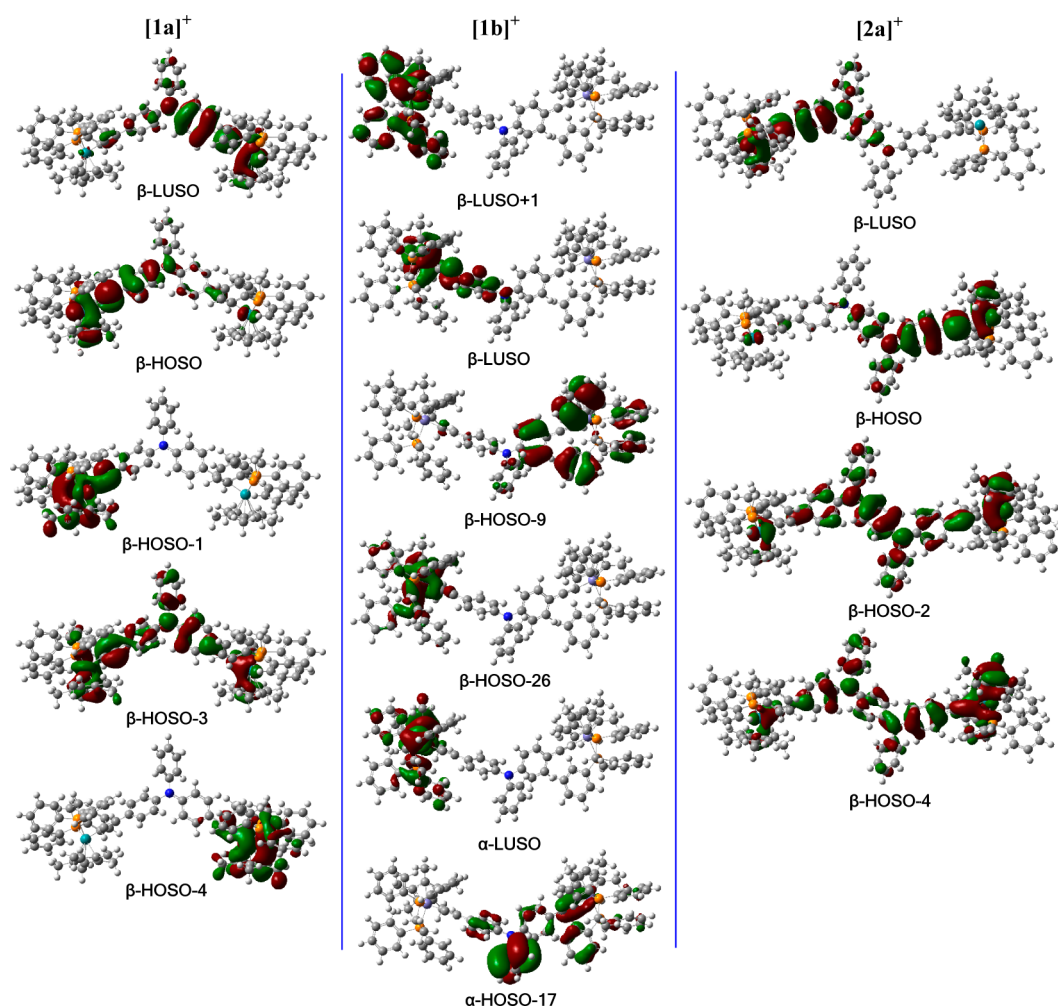 [1a]⁺
β-LUSO
β-HOSO
β-HOSO-1
β-HOSO-3
β-HOSO-4
[1b]⁺
β-LUSO+1
β-LUSO
β-HOSO-9
β-HOSO-26
α-LUSO
α-HOSO-17
[2a]⁺
β-LUSO
β-HOSO
β-HOSO-2
β-HOSO-4